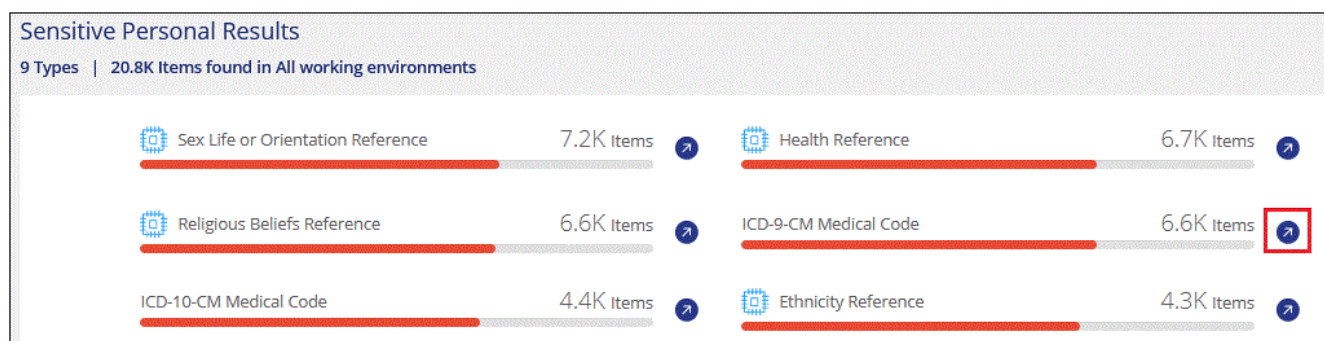 Sensitive Personal Results
9 Types | 20.8K Items found in All working environments
Sex Life or Orientation Reference 7.2K Items
Health Reference 6.7K Items
Religious Beliefs Reference 6.6K Items
ICD-9-CM Medical Code 6.6K Items
ICD-10-CM Medical Code 4.4K Items
Ethnicity Reference 4.3K Items